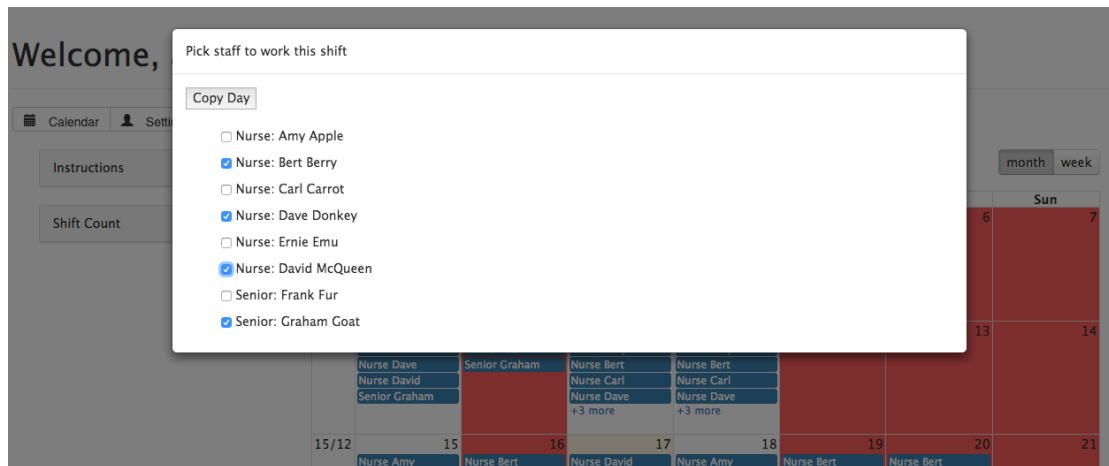 Welcome,
Pick staff to work this shift
Copy Day
Calendar
Nurse: Amy Apple
Nurse: Bert Berry
Nurse: Carl Carrot
Nurse: Dave Donkey
Nurse: Ernie Emu
Nurse: David McQueen
Senior: Frank Fur
Senior: Graham Goat
Instructions
Shift Count
month week
Sun
6 7
13 14
Nurse Dave Senior Graham Nurse Bert Nurse Bert
Nurse David Nurse Carl Nurse Carl
Senior Graham Nurse Dave Nurse Dave
+3 more +3 more
15/12 15 16 17 18 19 20 21
Nurse Amy Nurse Bert Nurse David Nurse Amy Nurse Bert Nurse Bert